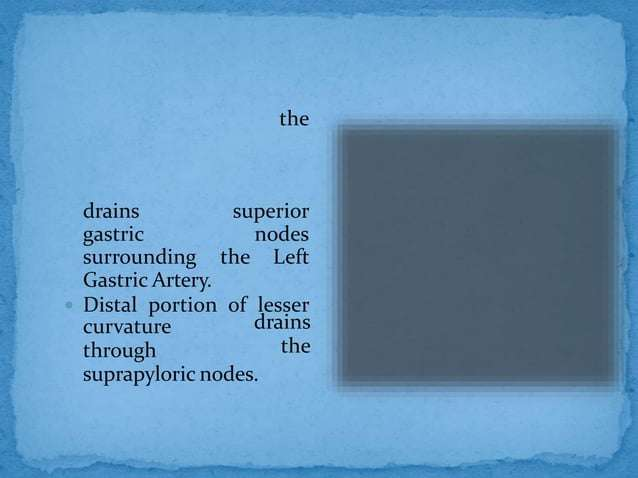 the
drains superior
gastric nodes
surrounding the Left
Gastric Artery.
Distal portion of lesser
curvature drains
through the
suprapyloric nodes.